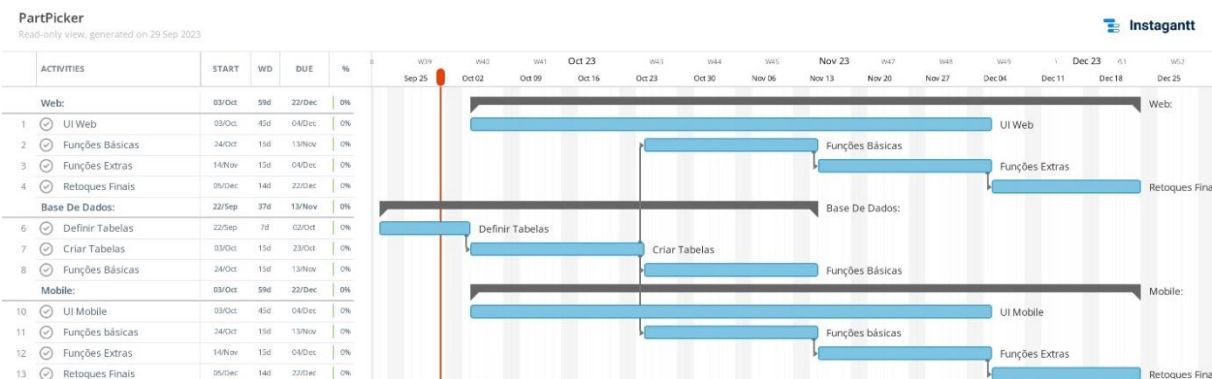 PartPicker
Read-only view, generated on 29 Sep 2023
Instagantt
ACTIVITIES START WD DUE %
W39 W40 W41 Oct 23 W43 W44 W45 Nov 23 W47 W48 W49 Dec 23 W52
Sep 25 Oct 02 Oct 09 Oct 16 Oct 23 Oct 30 Nov 06 Nov 13 Nov 20 Nov 27 Dec 04 Dec 11 Dec 18 Dec 25
Web: 03/Oct 59d 22/Dec 0% Web:
1 UI Web 03/Oct 45d 04/Dec 0% UI Web
2 Funções Básicas 24/Oct 15d 13/Nov 0% Funções Básicas
3 Funções Extras 14/Nov 15d 04/Dec 0% Funções Extras
4 Retoques Finais 05/Dec 14d 22/Dec 0% Retoques Fina
Base De Dados: 22/Sep 37d 13/Nov 0% Base De Dados:
6 Definir Tabelas 22/Sep 7d 02/Oct 0% Definir Tabelas
7 Criar Tabelas 03/Oct 15d 23/Oct 0% Criar Tabelas
8 Funções Básicas 24/Oct 15d 13/Nov 0% Funções Básicas
Mobile: 03/Oct 59d 22/Dec 0% Mobile:
10 UI Mobile 03/Oct 45d 04/Dec 0% UI Mobile
11 Funções básicas 24/Oct 15d 13/Nov 0% Funções básicas
12 Funções Extras 14/Nov 15d 04/Dec 0% Funções Extras
13 Retoques Finais 05/Dec 14d 22/Dec 0% Retoques Fina